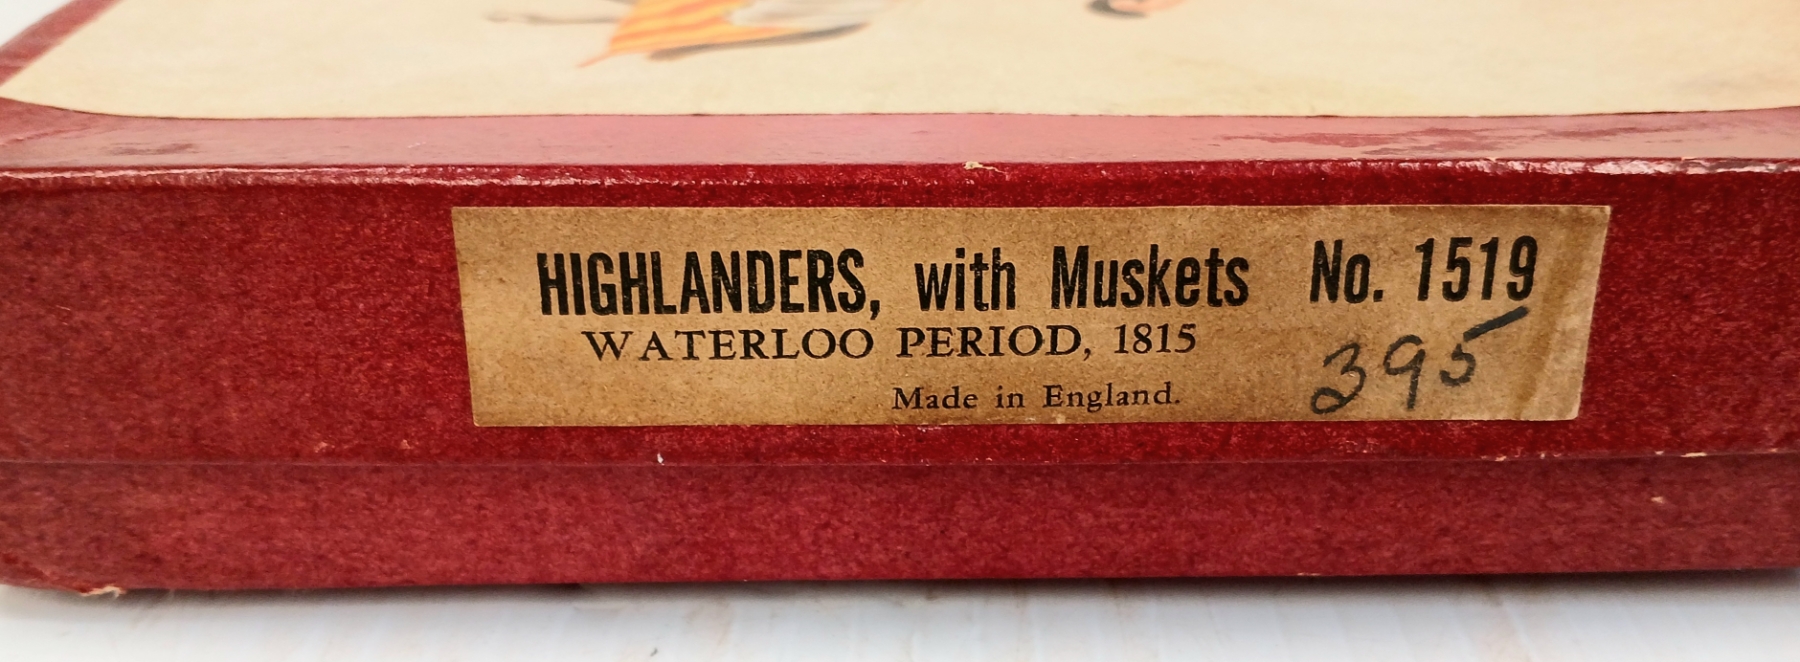 HIGHLANDERS, with Muskets No. 1519
WATERLOO PERIOD, 1815
395
Made in England.